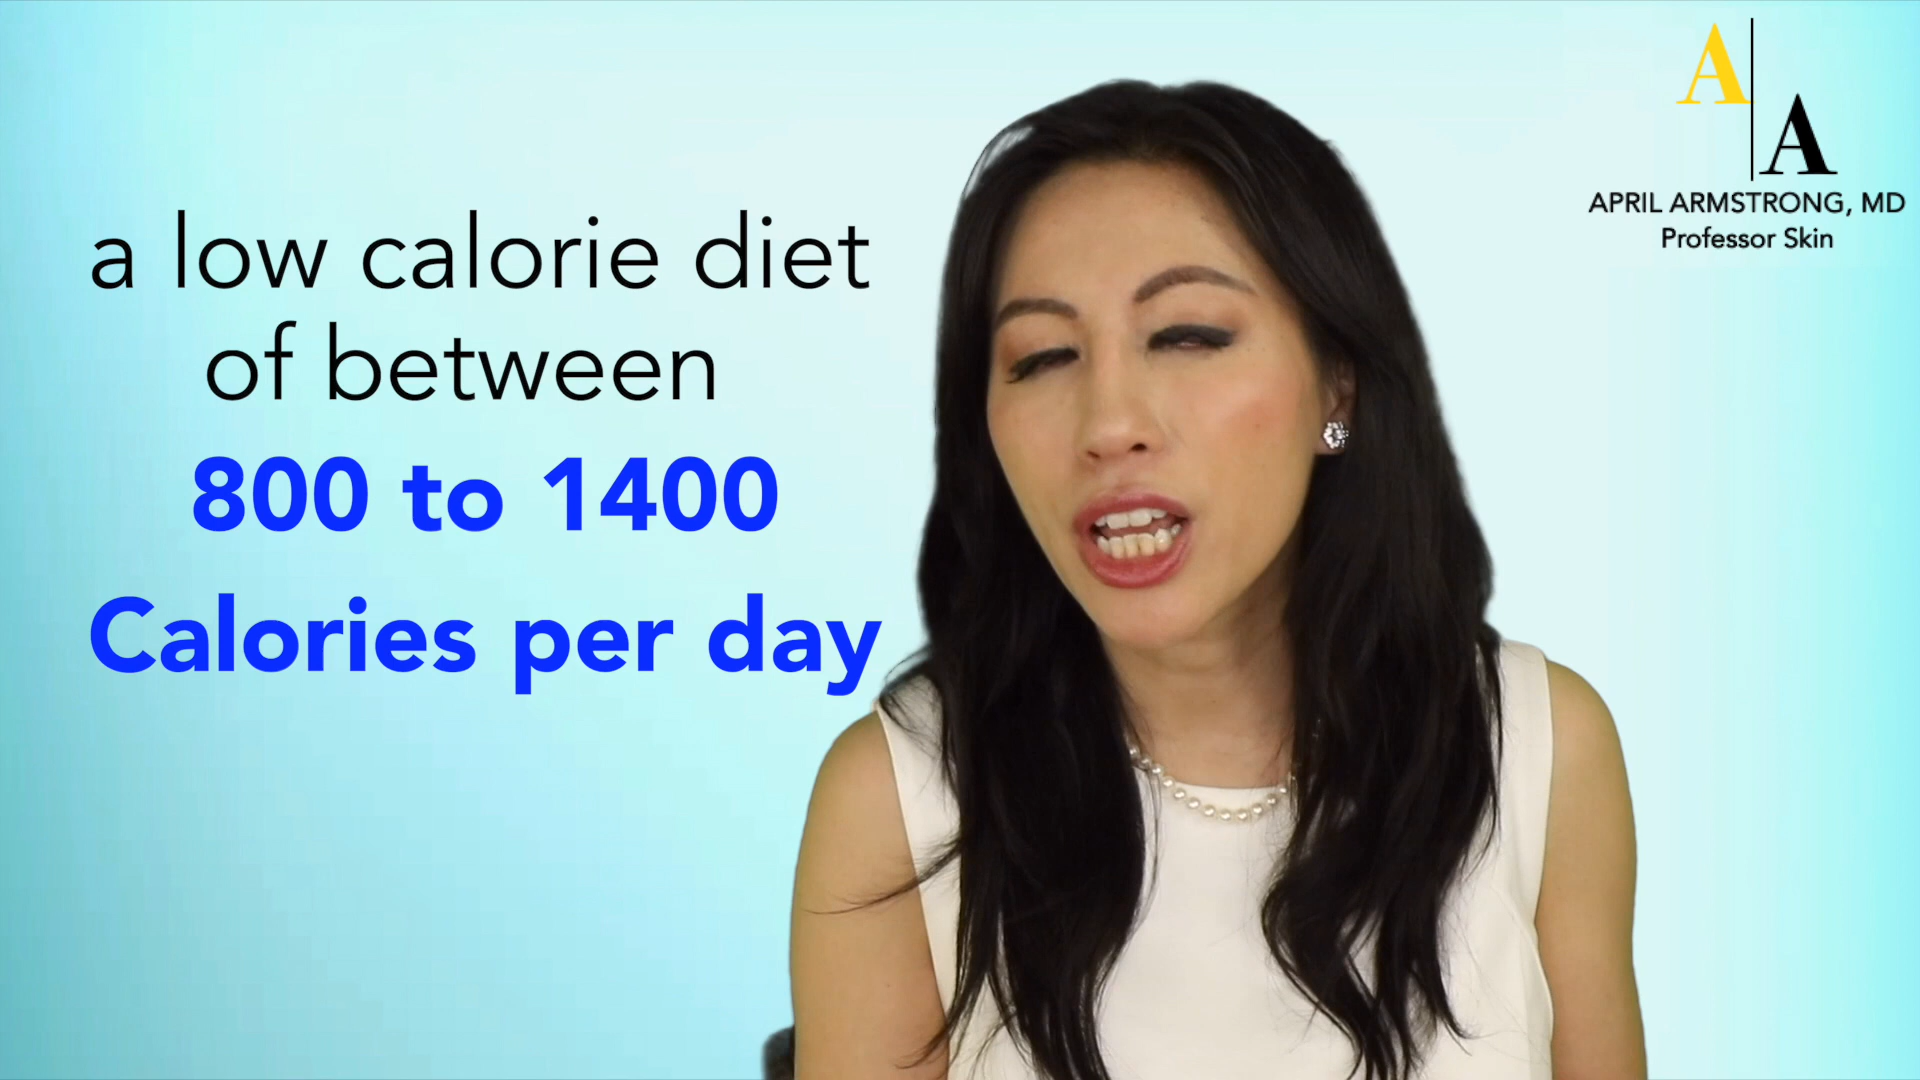 a low calorie diet
of between
800 to 1400
Calories per day
A
A
APRIL ARMSTRONG, MD
Professor Skin